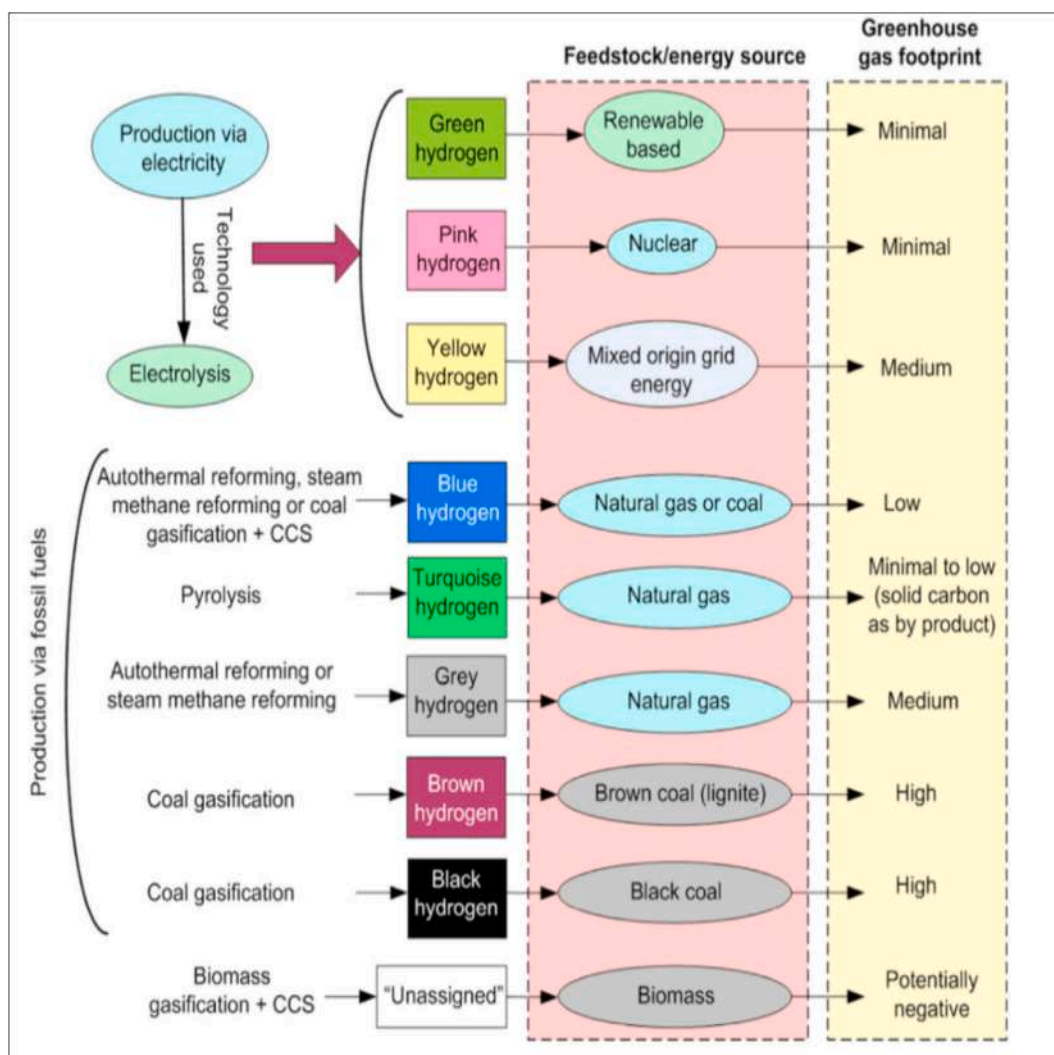 Feedstock/energy source
Greenhouse
gas footprint
Production via
electricity
Technology
used
Electrolysis
Green
hydrogen
Renewable
based
Minimal
Pink
hydrogen
Nuclear
Minimal
Yellow
hydrogen
Mixed origin grid
energy
Medium
Production via fossil fuels
Autothermal reforming, steam
methane reforming or coal
gasification + CCS
Blue
hydrogen
Natural gas or coal
Low
Pyrolysis
Turquoise
hydrogen
Natural gas
Minimal to low
(solid carbon
as by product)
Autothermal reforming or
steam methane reforming
Grey
hydrogen
Natural gas
Medium
Coal gasification
Brown
hydrogen
Brown coal (lignite)
High
Coal gasification
Black
hydrogen
Black coal
High
Biomass
gasification + CCS
“Unassigned”
Biomass
Potentially
negative